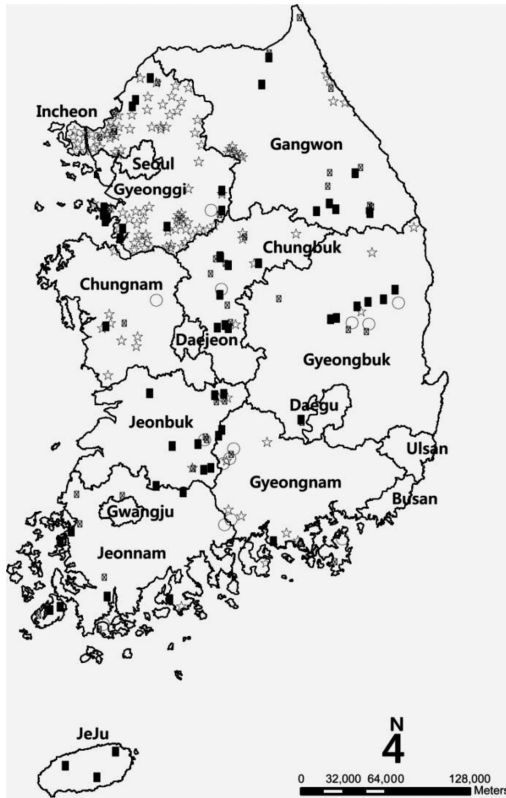 Incheon
Gangwon
Seoul
Gyeonggi
Chungbuk
Chungnam
Daejeon
Gyeongbuk
Daegu
Jeonbuk
Ulsan
Gyeongnam
Busan
Gwangju
Jeonnam
JeJu
N
4
0 32,000 64,000 128,000
Meters